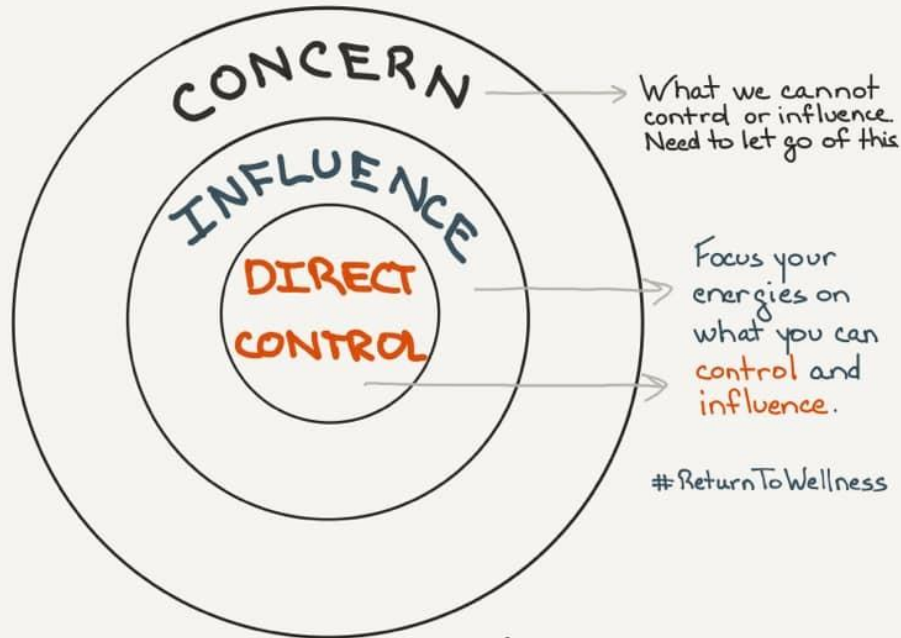 CONCERN
What we cannot
control or influence.
Need to let go of this
INFLUENCE
DIRECT
CONTROL
Focus your
energies on
what you can
control and
influence.
#ReturnToWellness